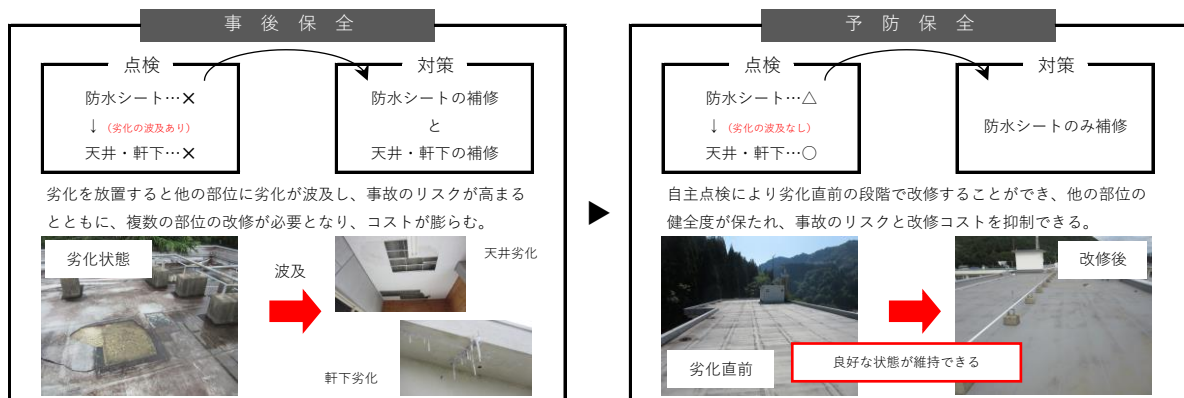 事後保全
点検
防水シート…×
↓（劣化の波及あり）
天井・軒下…×
対策
防水シートの補修
と
天井・軒下の補修
劣化を放置すると他の部位に劣化が波及し、事故のリスクが高まる
とともに、複数の部位の改修が必要となり、コストが膨らむ。
劣化状態
波及
天井劣化
軒下劣化
▶
予防保全
点検
防水シート…△
↓（劣化の波及なし）
天井・軒下…○
対策
防水シートのみ補修
自主点検により劣化直前の段階で改修することができ、他の部位の
健全度が保たれ、事故のリスクと改修コストを抑制できる。
劣化直前
改修後
良好な状態が維持できる